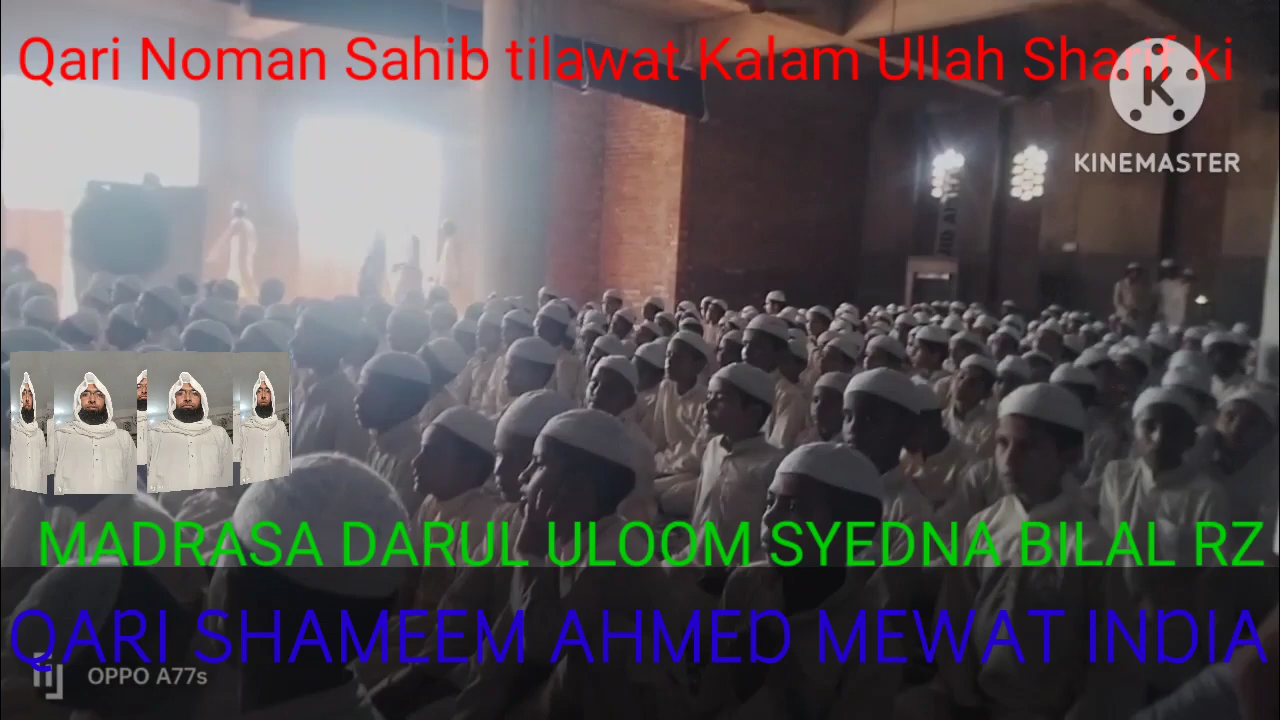 Qari Noman Sahib tilawat Kalam Ullah Sharif ki
K
KINEMASTER
MADRASA DARUL ULOOM SYEDNA BILAL RZ
QARI SHAMEEM AHMED MEWAT INDIA
OPPO A77s